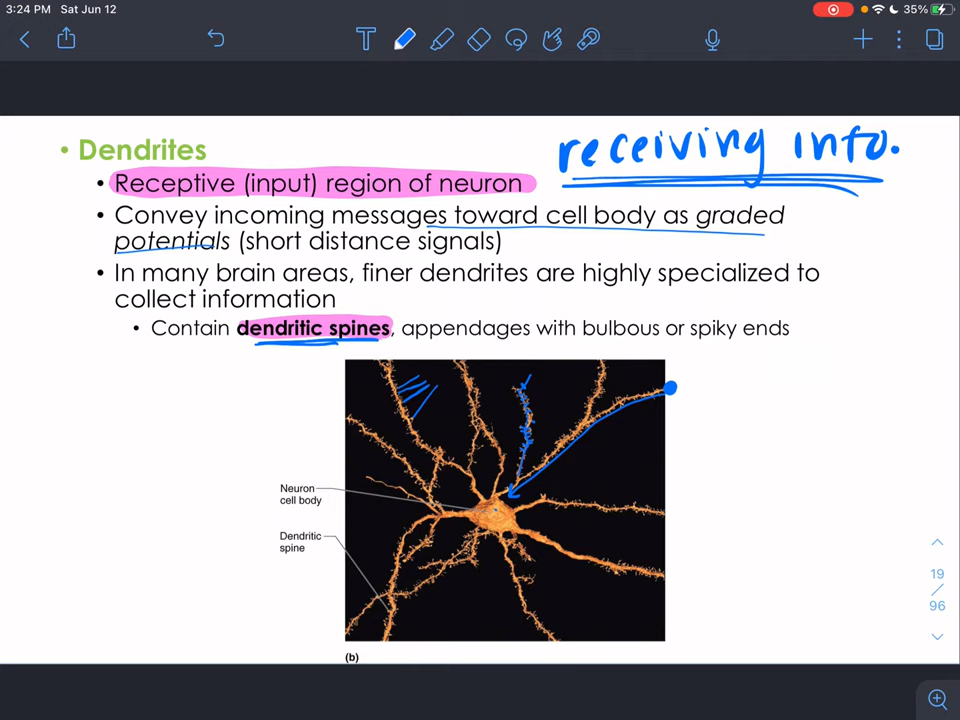 3:24 PM Sat Jun 12
35%
• Dendrites
receiving info.
• Receptive (input) region of neuron
• Convey incoming messages toward cell body as graded
potentials (short distance signals)
• In many brain areas, finer dendrites are highly specialized to
collect information
• Contain dendritic spines, appendages with bulbous or spiky ends
Neuron
cell body
Dendritic
spine
19
/
96
(b)